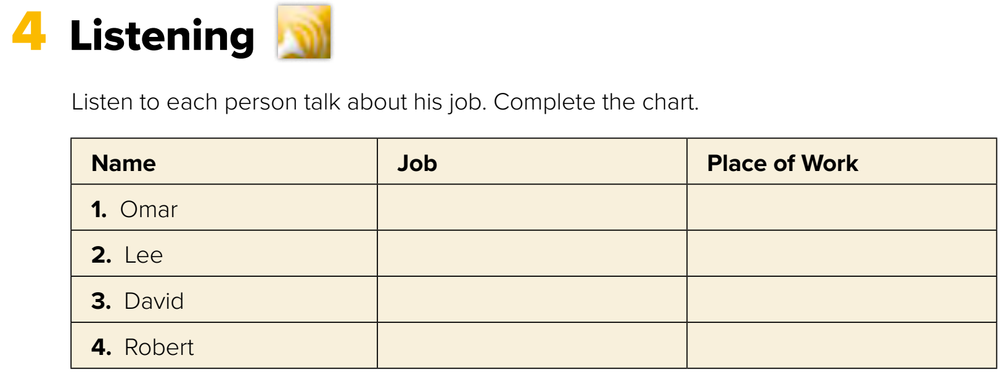 4 Listening
Listen to each person talk about his job. Complete the chart.
Name Job Place of Work
1. Omar
2. Lee
3. David
4. Robert